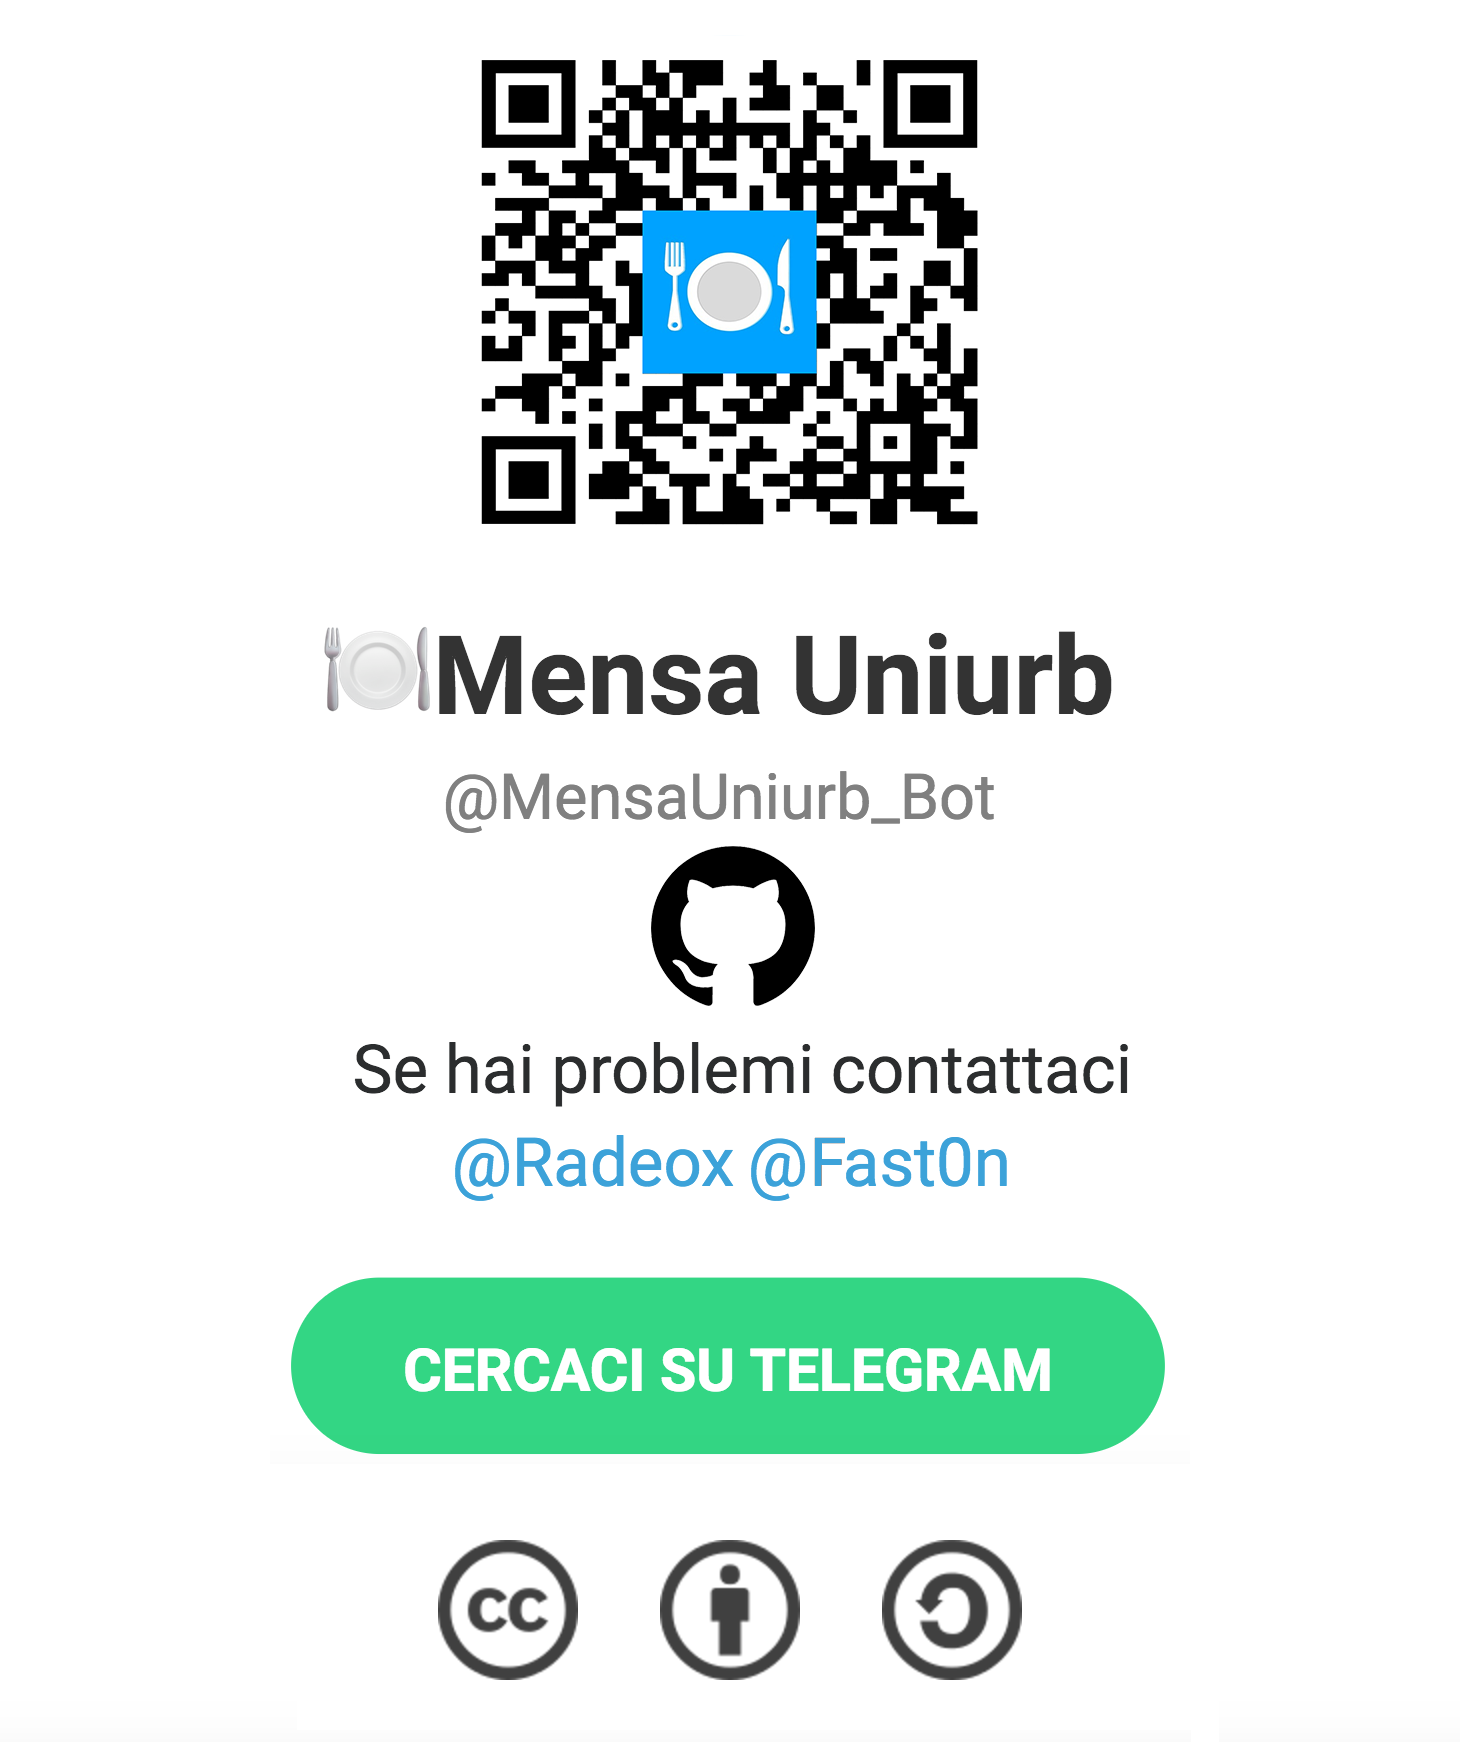 Mensa Uniurb
@MensaUniurb_Bot
Se hai problemi contattaci
@Radeox @Fast0n
CERCACI SU TELEGRAM
cc